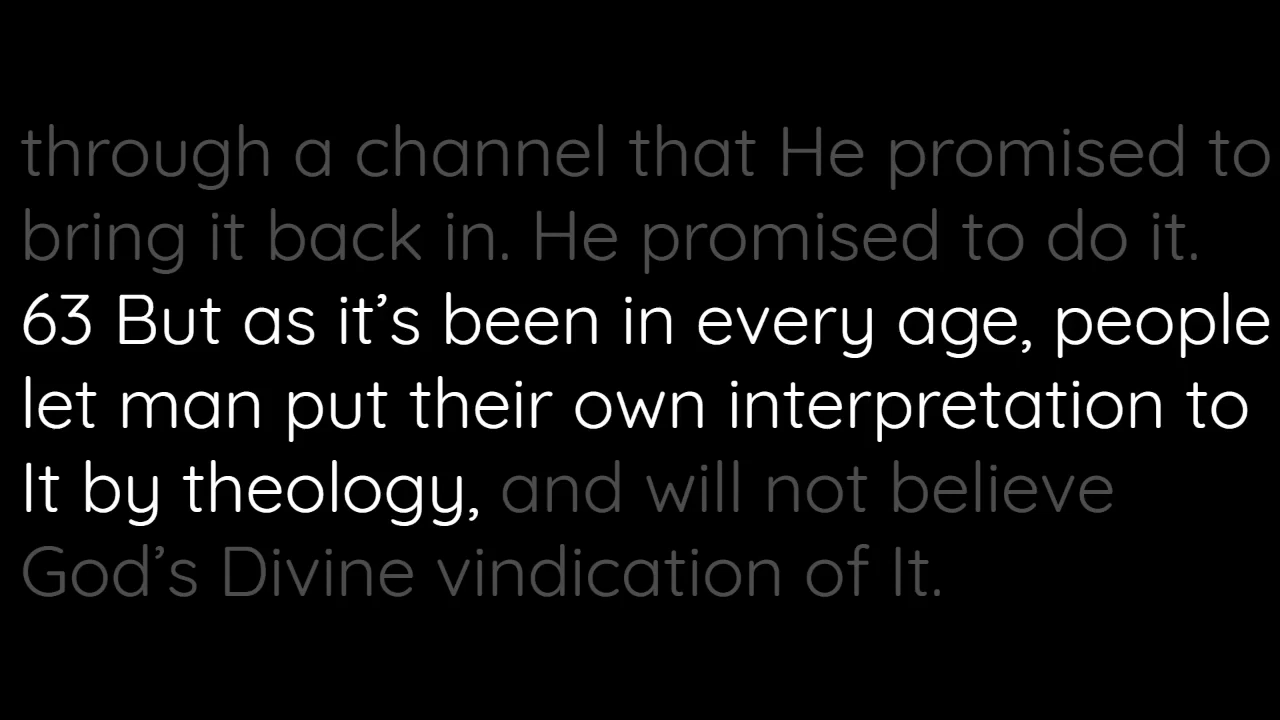 through a channel that He promised to
bring it back in. He promised to do it.
63 But as it’s been in every age, people
let man put their own interpretation to
It by theology, and will not believe
God’s Divine vindication of It.